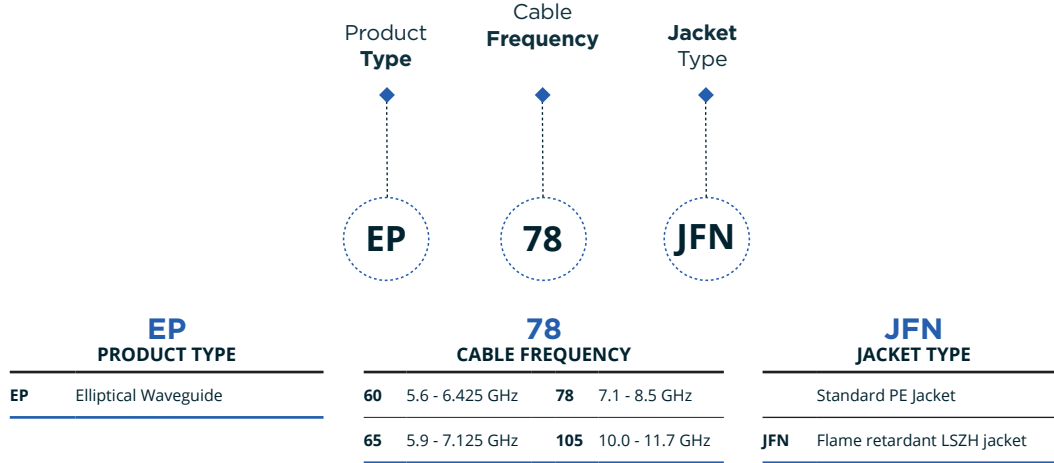 Product
Type
Cable
Frequency
Jacket
Type
EP
78
JFN
EP
PRODUCT TYPE
EP Elliptical Waveguide
78
CABLE FREQUENCY
60 5.6 - 6.425 GHz 78 7.1 - 8.5 GHz
65 5.9 - 7.125 GHz 105 10.0 - 11.7 GHz
JFN
JACKET TYPE
Standard PE Jacket
JFN Flame retardant LSZH jacket